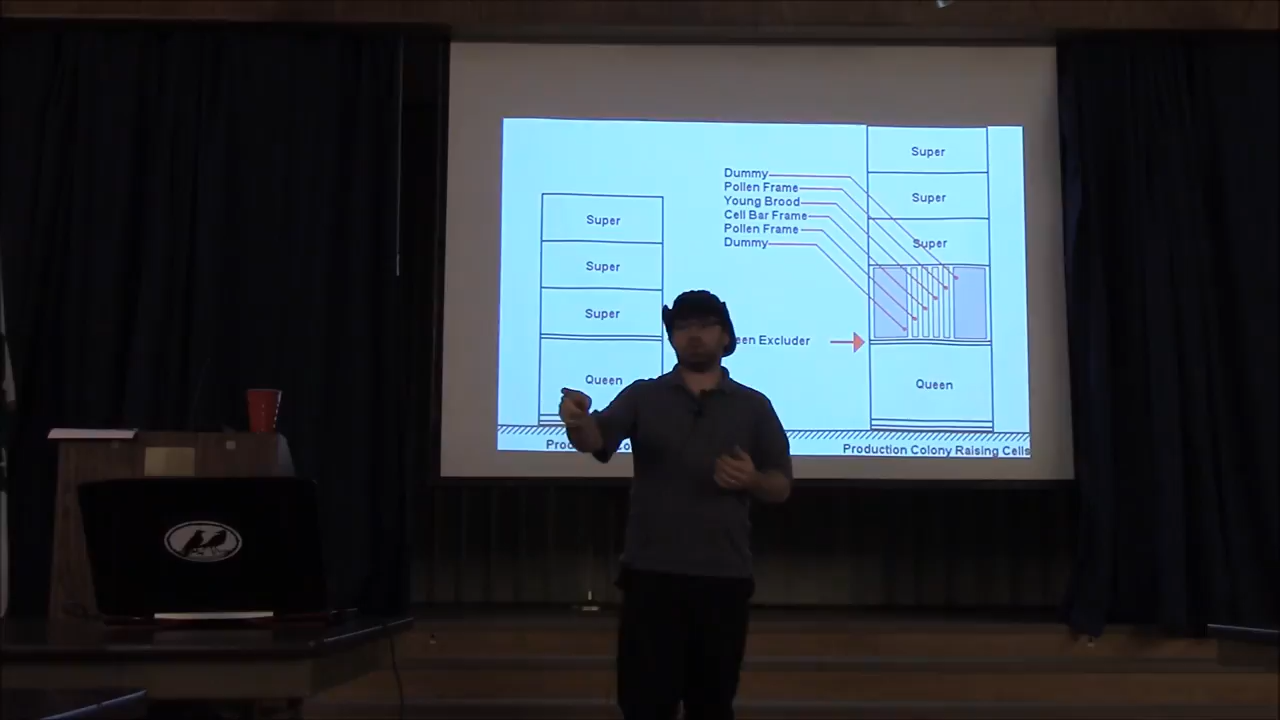 Super
Super
Super
Queen
Dummy
Pollen Frame
Young Brood
Cell Bar Frame
Pollen Frame
Dummy
Excluder
Super
Super
Super
Queen
Production Colony Raising Cells